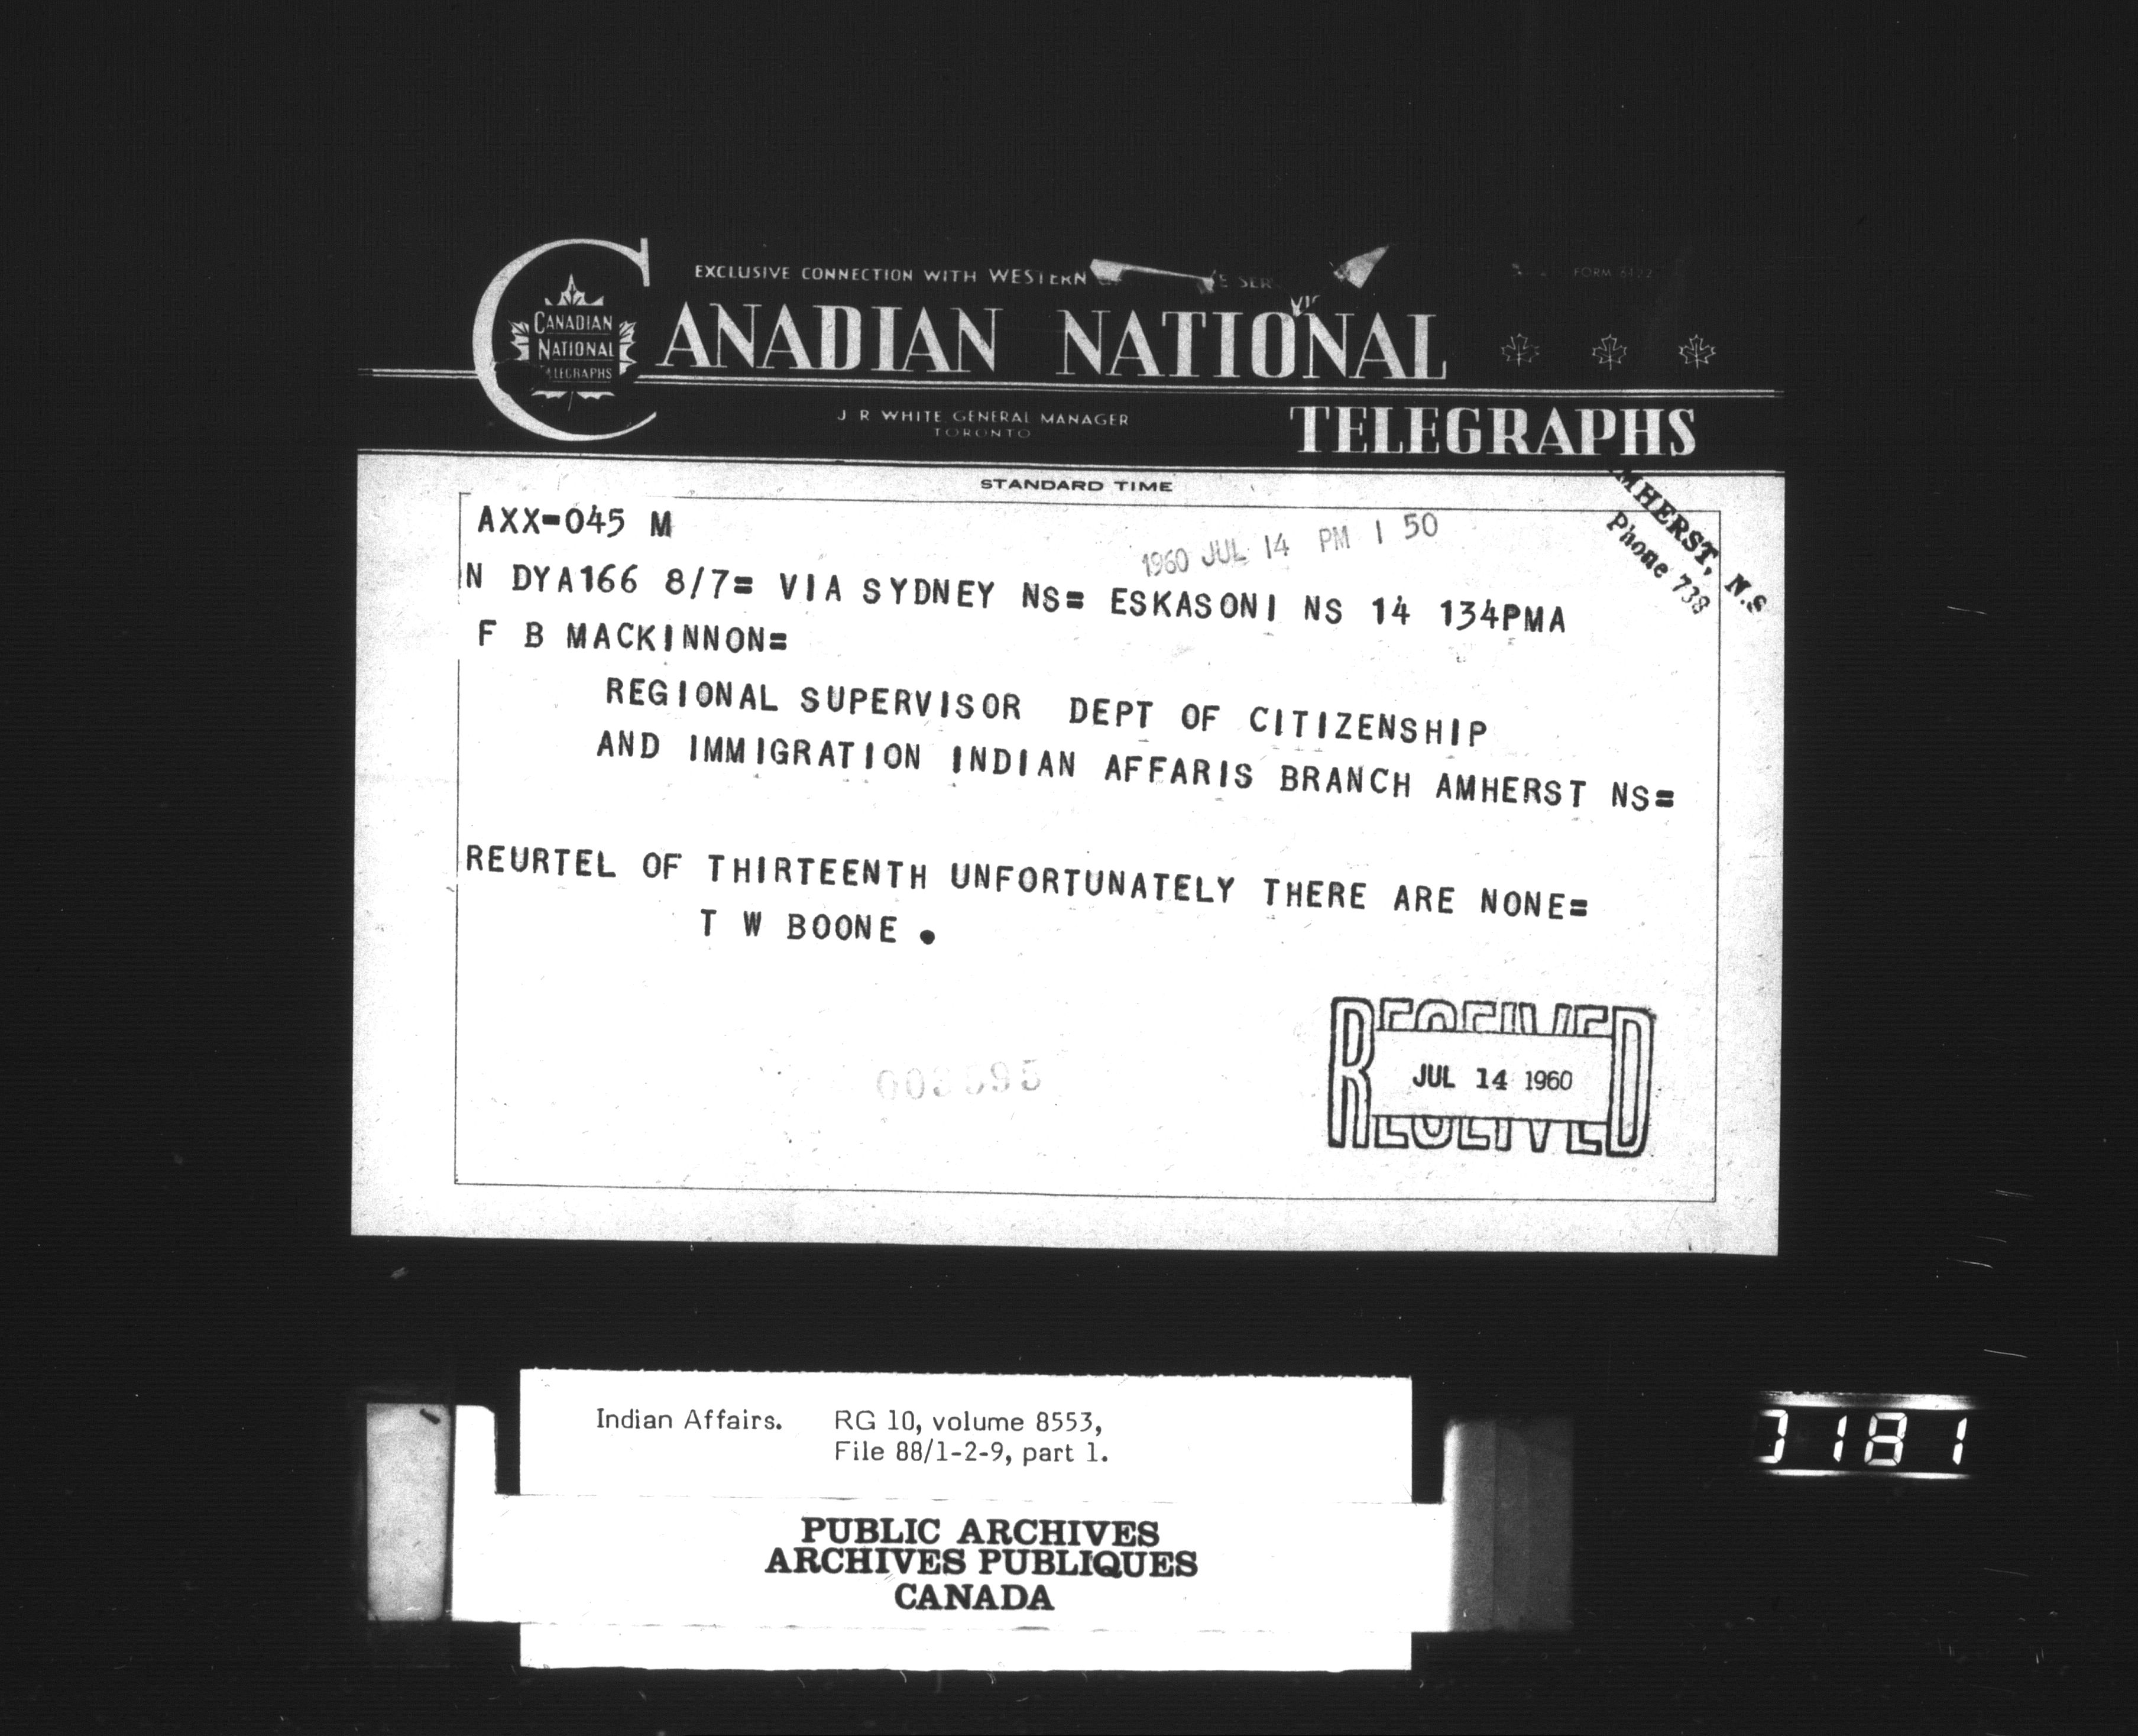 EXCLUSIVE CONNECTION WITH WESTERN
FORM 6122
CANADIAN NATIONAL
CANADIAN
NATIONAL
TELEGRAPHS
J R WHITE GENERAL MANAGER
TORONTO
STANDARD TIME
AXX=045 M
1960 JUL 14 PM 1 50
AMHERST, N.S
Phone 738
N DYA166 8/7= VIA SYDNEY NS= ESKASONI NS 14 134PMA
F B MACKINNON=
REGIONAL SUPERVISOR DEPT OF CITIZENSHIP
AND IMMIGRATION INDIAN AFFARIS BRANCH AMHERST NS=
REURTEL OF THIRTEENTH UNFORTUNATELY THERE ARE NONE=
T W BOONE .
RECEIVED
JUL 14 1960
RECEIVED
Indian Affairs. RG 10, volume 8553,
File 88/1-2-9, part 1.
PUBLIC ARCHIVES
ARCHIVES PUBLIQUES
CANADA
181